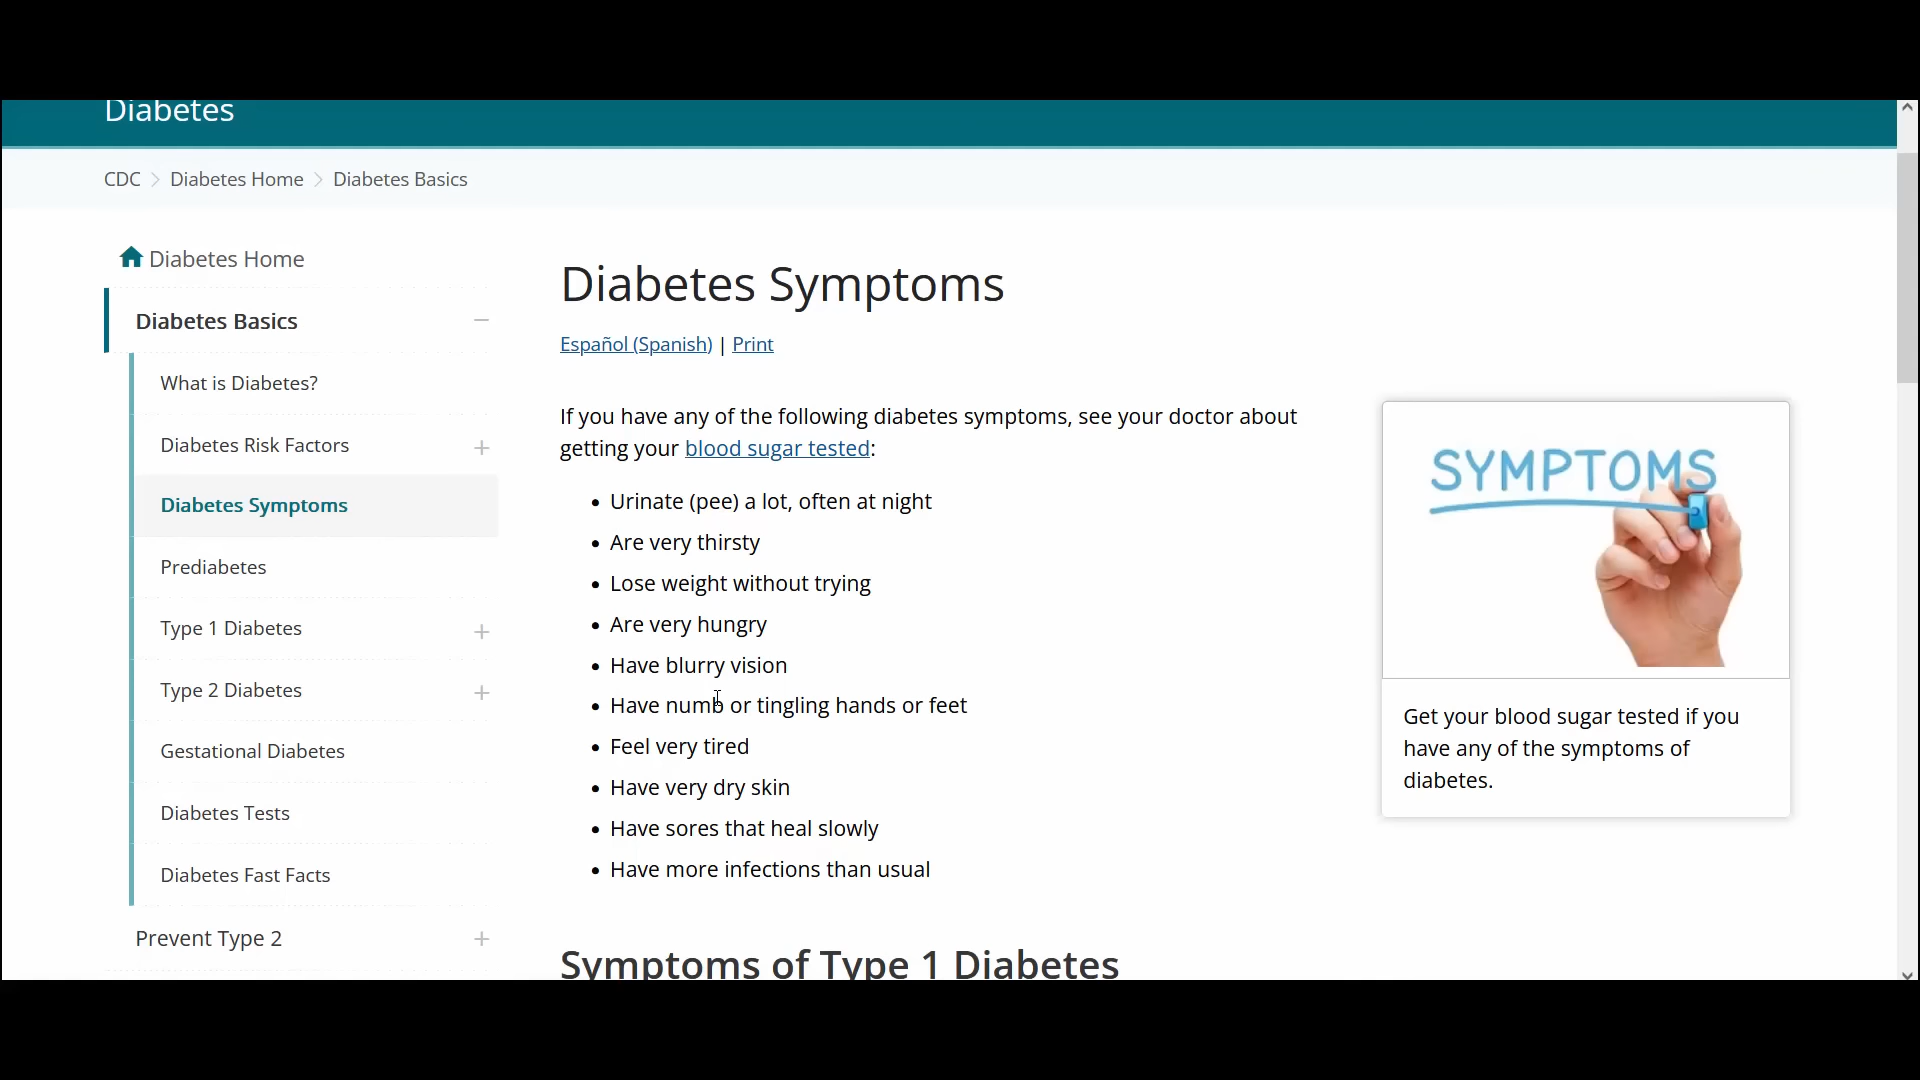 Diabetes
CDC > Diabetes Home > Diabetes Basics
Diabetes Home
Diabetes Basics
What is Diabetes?
Diabetes Risk Factors
Diabetes Symptoms
Prediabetes
Type 1 Diabetes
Type 2 Diabetes
Gestational Diabetes
Diabetes Tests
Diabetes Fast Facts
Prevent Type 2
Diabetes Symptoms
Español (Spanish) | Print
If you have any of the following diabetes symptoms, see your doctor about
getting your blood sugar tested:
• Urinate (pee) a lot, often at night
• Are very thirsty
• Lose weight without trying
• Are very hungry
• Have blurry vision
• Have numb or tingling hands or feet
• Feel very tired
• Have very dry skin
• Have sores that heal slowly
• Have more infections than usual
Symptoms of Type 1 Diabetes
SYMPTOMS
Get your blood sugar tested if you
have any of the symptoms of
diabetes.